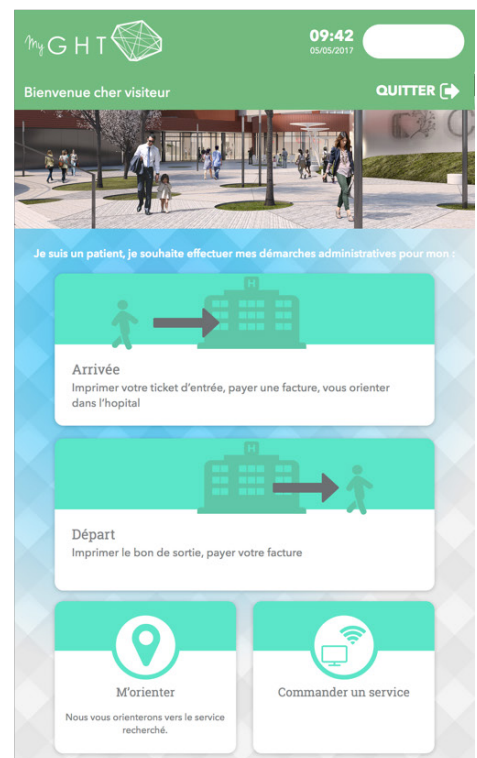 My GHT
09:42
05/05/2017
Bienvenue cher visiteur
QUITTER
Je suis un patient, je souhaite effectuer mes démarches administratives pour mon :
H
Arrivée
Imprimer votre ticket d'entrée, payer une facture, vous orienter
dans l'hopital
H
Départ
Imprimer le bon de sortie, payer votre facture
M'orienter
Nous vous orienterons vers le service
recherché.
Commander un service